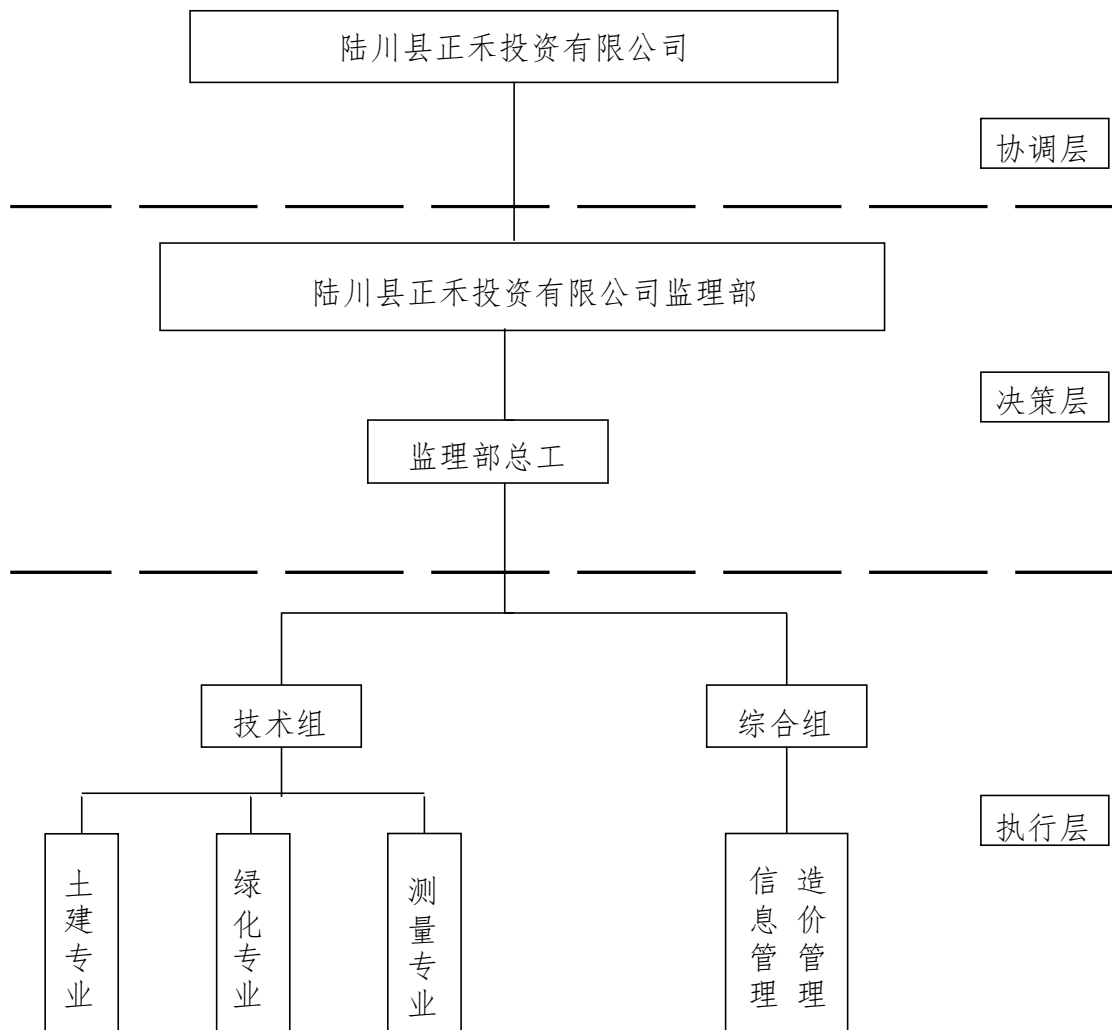 陆川县正禾投资有限公司
协调层
陆川县正禾投资有限公司监理部
决策层
监理部总工
技术组
综合组
执行层
土建专业
绿化专业
测量专业
信息管理
造价管理